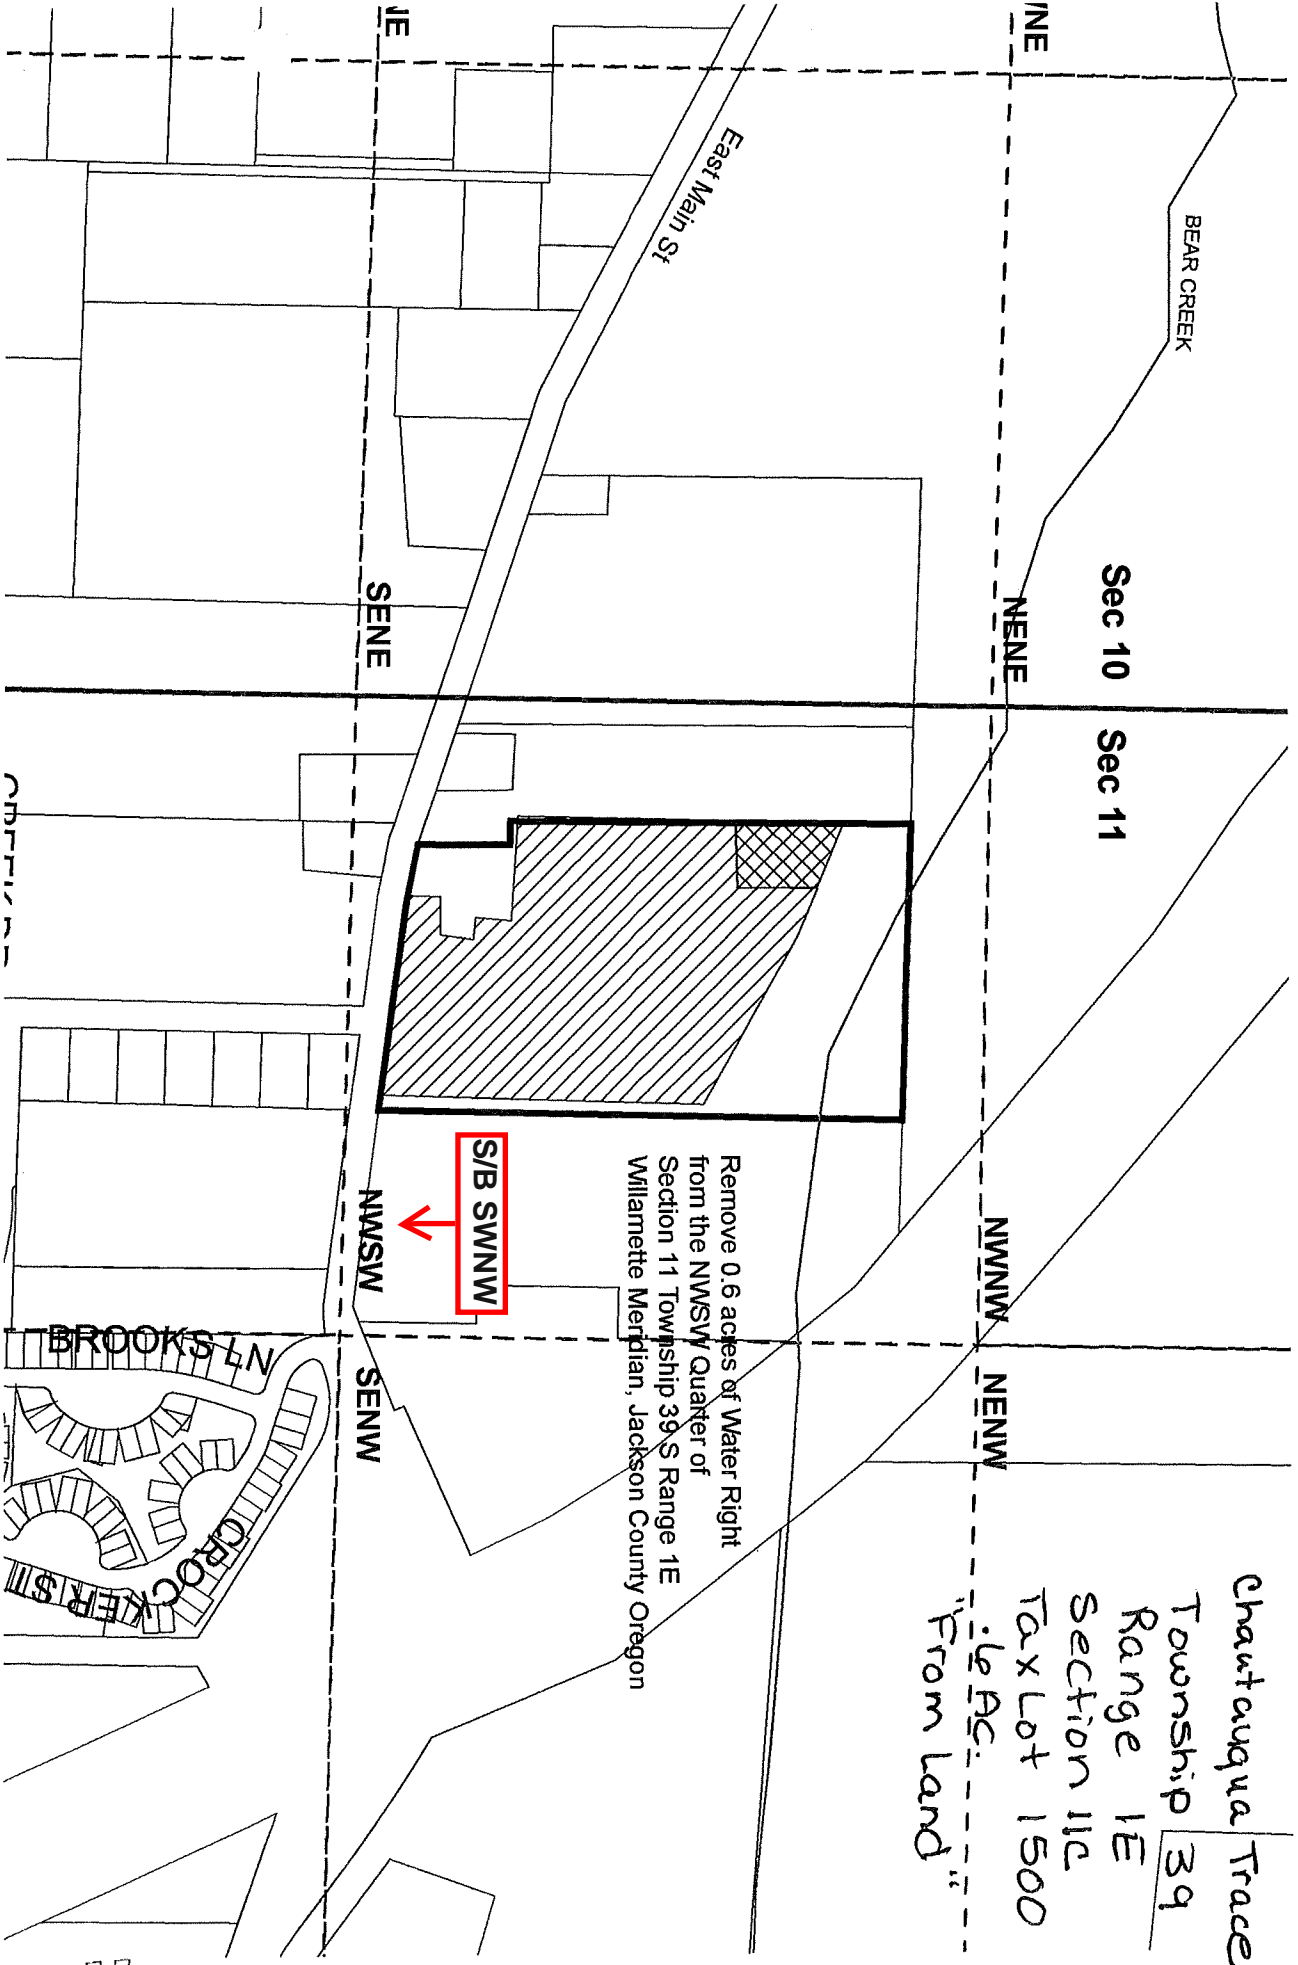 Chautauqua Trace
Township 39
Range 1E
Section 11C
Tax Lot 1500
.6 Ac.
"From Land"
BEAR CREEK
Sec 10
Sec 11
NENE
NWNW
NENW
East Main St
Remove 0.6 acres of Water Right
from the NWSW Quarter of
Section 11 Township 39 S Range 1E
Willamette Meridian, Jackson County Oregon
S/B SWNW
SENE
NWSW
SENW
BROOKS LN
CROCKER ST